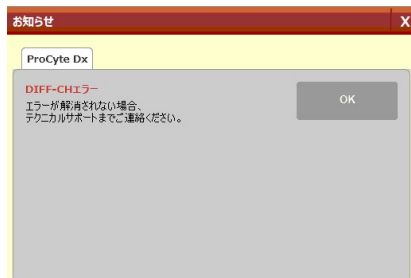 お知らせ
X
ProCyte Dx
DIFF-CHエラー
エラーが解消されない場合、
テクニカルサポートまでご連絡ください。
OK